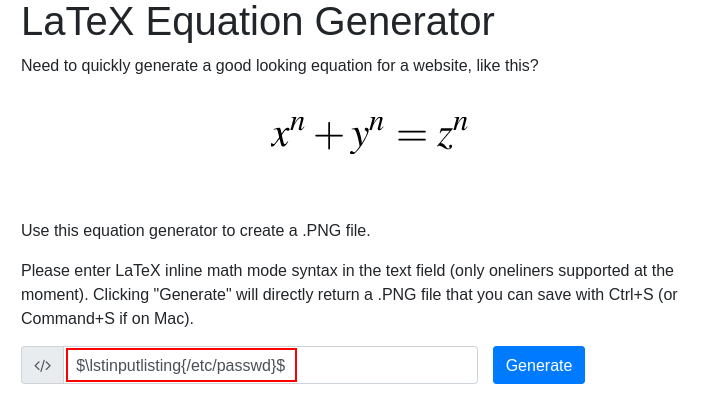 LaTeX Equation Generator
Need to quickly generate a good looking equation for a website, like this?
xⁿ + yⁿ = zⁿ
Use this equation generator to create a .PNG file.
Please enter LaTeX inline math mode syntax in the text field (only oneliners supported at the
moment). Clicking "Generate" will directly return a .PNG file that you can save with Ctrl+S (or
Command+S if on Mac).
</> $\lstinputlisting{/etc/passwd}$ Generate